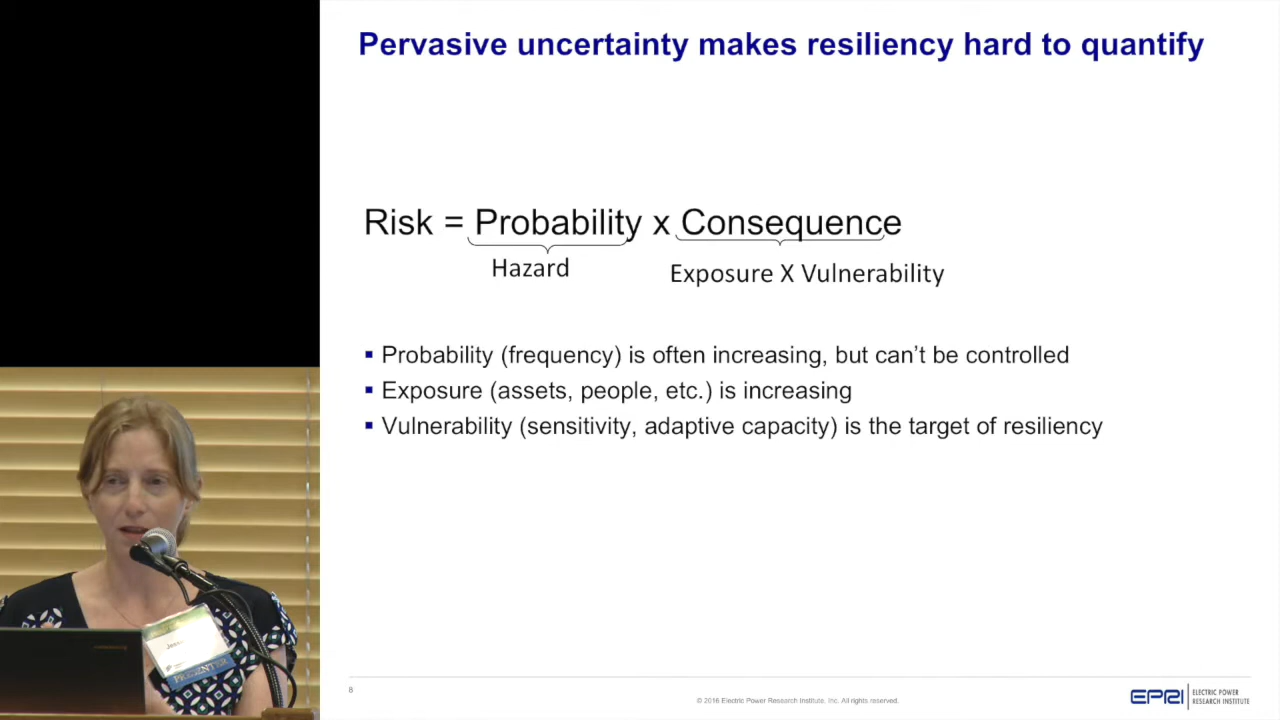 Pervasive uncertainty makes resiliency hard to quantify
Risk = Probability x Consequence
Hazard
Exposure X Vulnerability
▪ Probability (frequency) is often increasing, but can’t be controlled
▪ Exposure (assets, people, etc.) is increasing
▪ Vulnerability (sensitivity, adaptive capacity) is the target of resiliency
PRESENTER
8
© 2016 Electric Power Research Institute, Inc. All rights reserved.
EPRI
ELECTRIC POWER
RESEARCH INSTITUTE